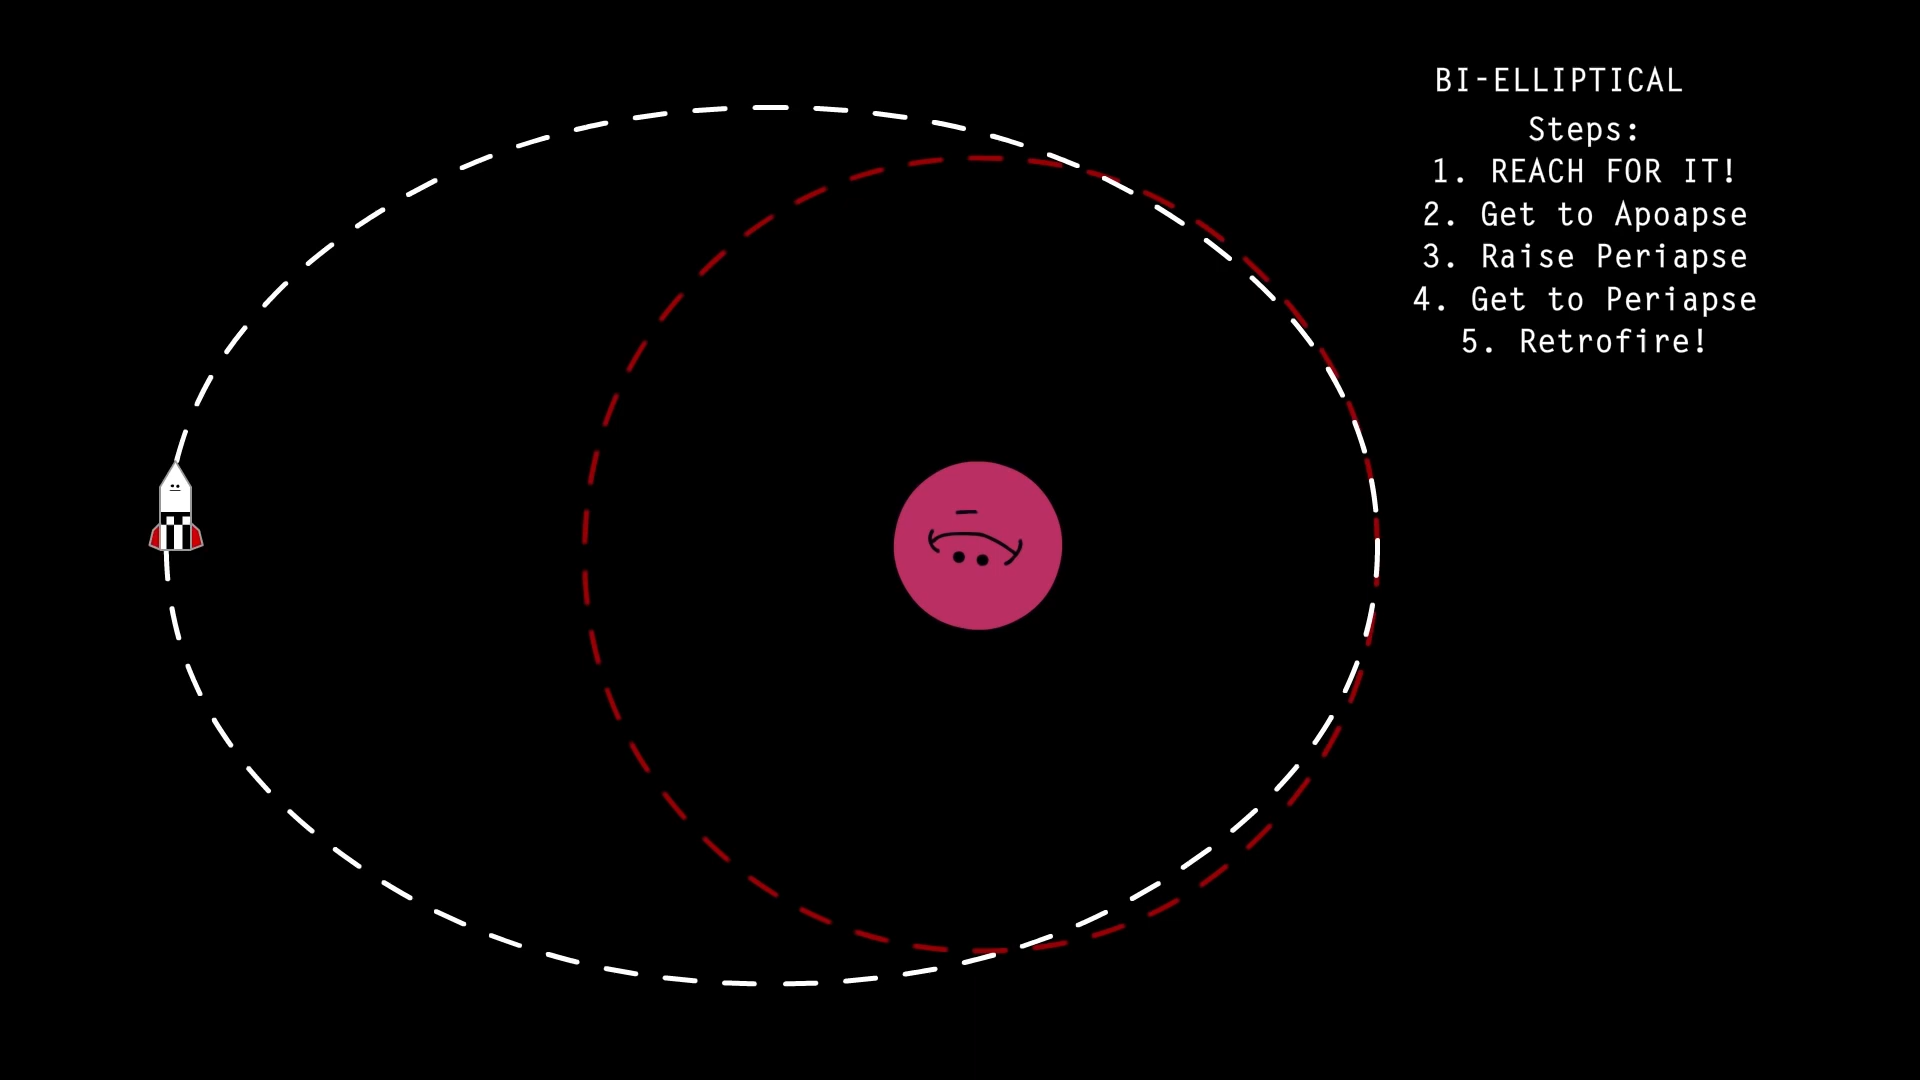 BI-ELLIPTICAL
Steps:
1. REACH FOR IT!
2. Get to Apoapse
3. Raise Periapse
4. Get to Periapse
5. Retrofire!